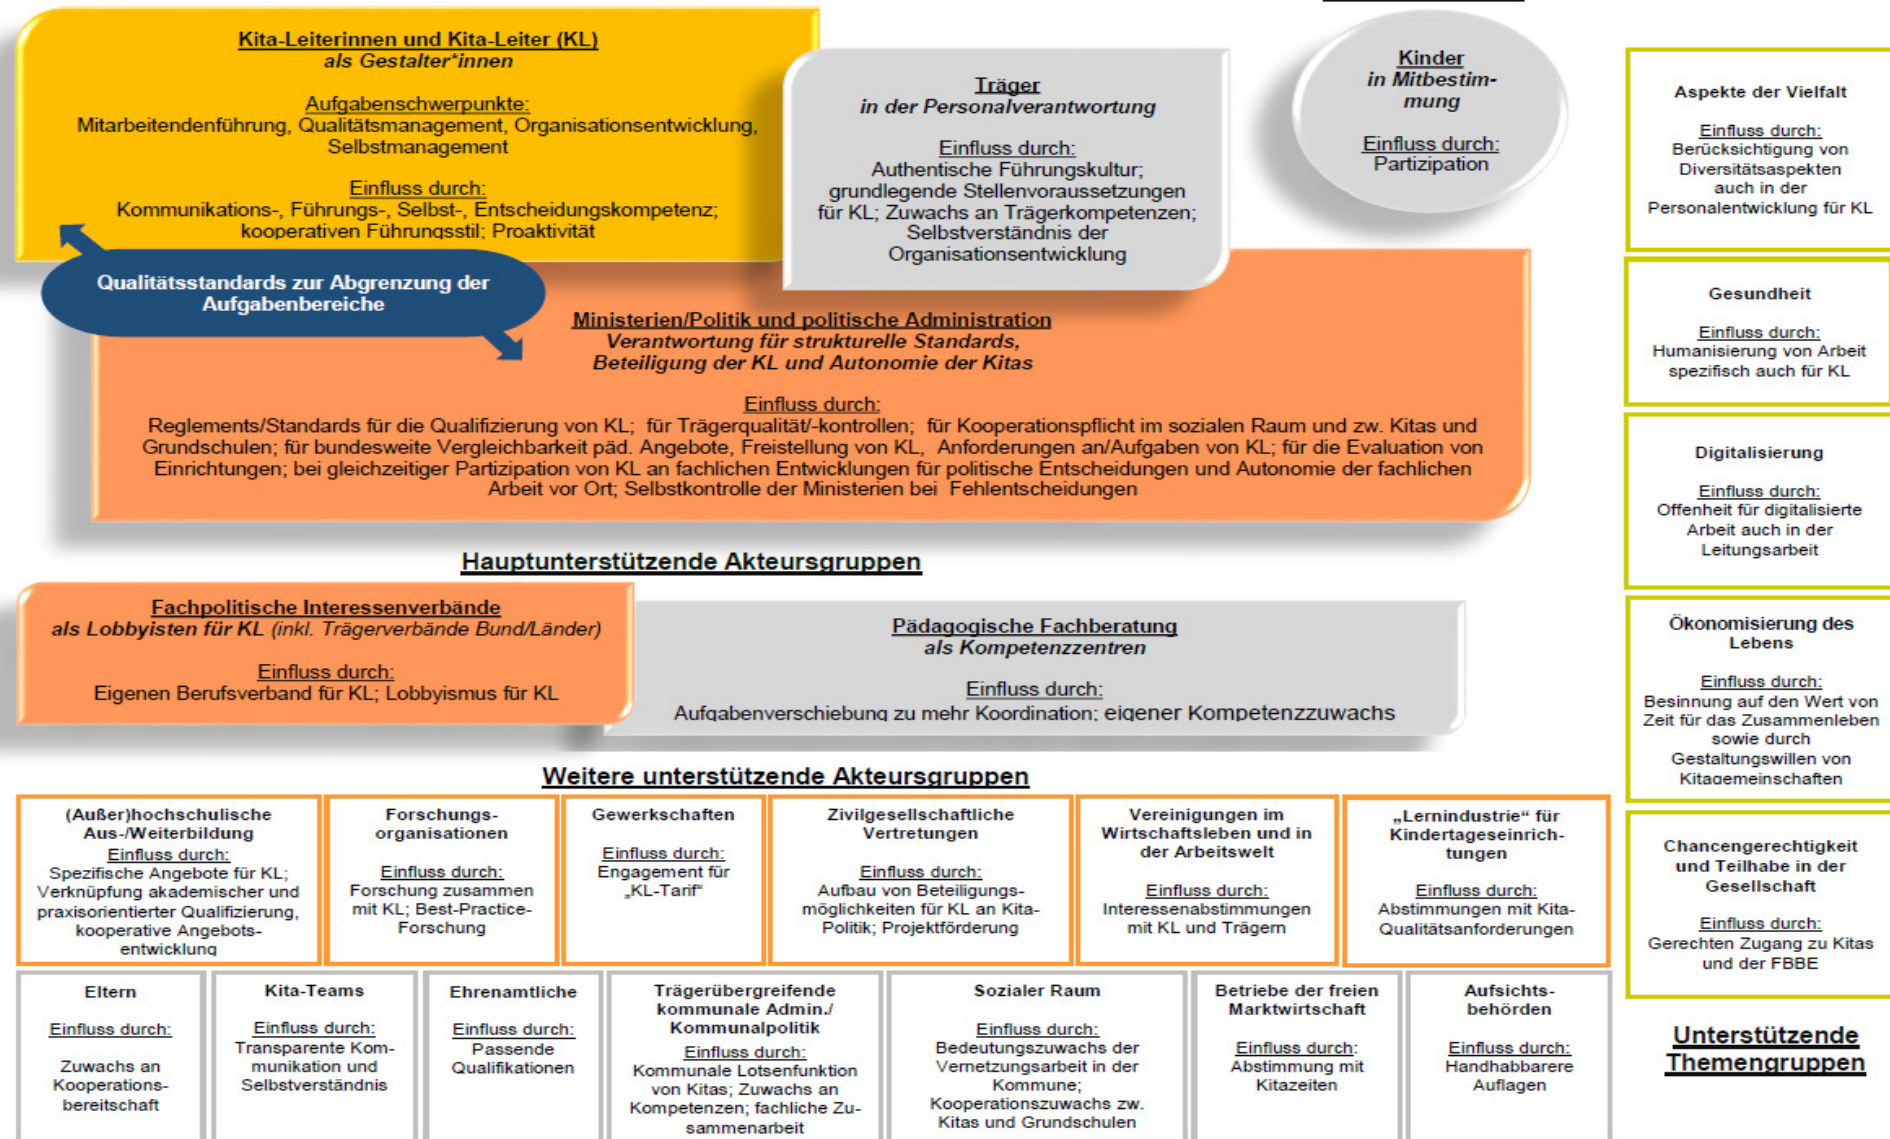 Kita-Leiterinnen und Kita-Leiter (KL)
als Gestalter*innen
Aufgabenschwerpunkte:
Mitarbeitendenführung, Qualitätsmanagement, Organisationsentwicklung,
Selbstmanagement
Einfluss durch:
Kommunikations-, Führungs-, Selbst-, Entscheidungskompetenz;
kooperativen Führungsstil; Proaktivität
Träger
in der Personalverantwortung
Einfluss durch:
Authentische Führungskultur;
grundlegende Stellenvoraussetzungen
für KL; Zuwachs an Trägerkompetenzen;
Selbstverständnis der
Organisationsentwicklung
Kinder
in Mitbestim-
mung
Einfluss durch:
Partizipation
Qualitätsstandards zur Abgrenzung der
Aufgabenbereiche
Ministerien/Politik und politische Administration
Verantwortung für strukturelle Standards,
Beteiligung der KL und Autonomie der Kitas
Einfluss durch:
Reglements/Standards für die Qualifizierung von KL; für Trägerqualität/-kontrollen; für Kooperationspflicht im sozialen Raum und zw. Kitas und
Grundschulen; für bundesweite Vergleichbarkeit päd. Angebote, Freistellung von KL, Anforderungen an/Aufgaben von KL; für die Evaluation von
Einrichtungen; bei gleichzeitiger Partizipation von KL an fachlichen Entwicklungen für politische Entscheidungen und Autonomie der fachlichen
Arbeit vor Ort; Selbstkontrolle der Ministerien bei Fehlentscheidungen
Hauptunterstützende Akteursgruppen
Fachpolitische Interessenverbände
als Lobbyisten für KL (inkl. Trägerverbände Bund/Länder)
Einfluss durch:
Eigenen Berufsverband für KL; Lobbyismus für KL
Pädagogische Fachberatung
als Kompetenzzentren
Einfluss durch:
Aufgabenverschiebung zu mehr Koordination; eigener Kompetenzzuwachs
Weitere unterstützende Akteursgruppen
(Außer)hochschulische
Aus-/Weiterbildung
Einfluss durch:
Spezifische Angebote für KL;
Verknüpfung akademischer und
praxisorientierter Qualifizierung,
kooperative Angebots-
entwicklung
Forschungs-
organisationen
Einfluss durch:
Forschung zusammen
mit KL; Best-Practice-
Forschung
Gewerkschaften
Einfluss durch:
Engagement für
„KL-Tarif“
Zivilgesellschaftliche
Vertretungen
Einfluss durch:
Aufbau von Beteiligungs-
möglichkeiten für KL an Kita-
Politik; Projektförderung
Vereinigungen im
Wirtschaftsleben und in
der Arbeitswelt
Einfluss durch:
Interessenabstimmungen
mit KL und Trägern
„Lernindustrie“ für
Kindertageseinrich-
tungen
Einfluss durch:
Abstimmungen mit Kita-
Qualitätsanforderungen
Eltern
Einfluss durch:
Zuwachs an
Kooperations-
bereitschaft
Kita-Teams
Einfluss durch:
Transparente Kom-
munikation und
Selbstverständnis
Ehrenamtliche
Einfluss durch:
Passende
Qualifikationen
Trägerübergreifende
kommunale Admin./
Kommunalpolitik
Einfluss durch:
Kommunale Lotsenfunktion
von Kitas; Zuwachs an
Kompetenzen; fachliche Zu-
sammenarbeit
Sozialer Raum
Einfluss durch:
Bedeutungszuwachs der
Vernetzungsarbeit in der
Kommune;
Kooperationszuwachs zw.
Kitas und Grundschulen
Betriebe der freien
Marktwirtschaft
Einfluss durch:
Abstimmung mit
Kitazeiten
Aufsichts-
behörden
Einfluss durch:
Handhabbarere
Auflagen
Aspekte der Vielfalt
Einfluss durch:
Berücksichtigung von
Diversitätsaspekten
auch in der
Personalentwicklung für KL
Gesundheit
Einfluss durch:
Humanisierung von Arbeit
spezifisch auch für KL
Digitalisierung
Einfluss durch:
Offenheit für digitalisierte
Arbeit auch in der
Leitungsarbeit
Ökonomisierung des
Lebens
Einfluss durch:
Besinnung auf den Wert von
Zeit für das Zusammenleben
sowie durch
Gestaltungswillen von
Kitagemeinschaften
Chancengerechtigkeit
und Teilhabe in der
Gesellschaft
Einfluss durch:
Gerechten Zugang zu Kitas
und der FBBE
Unterstützende
Themengruppen